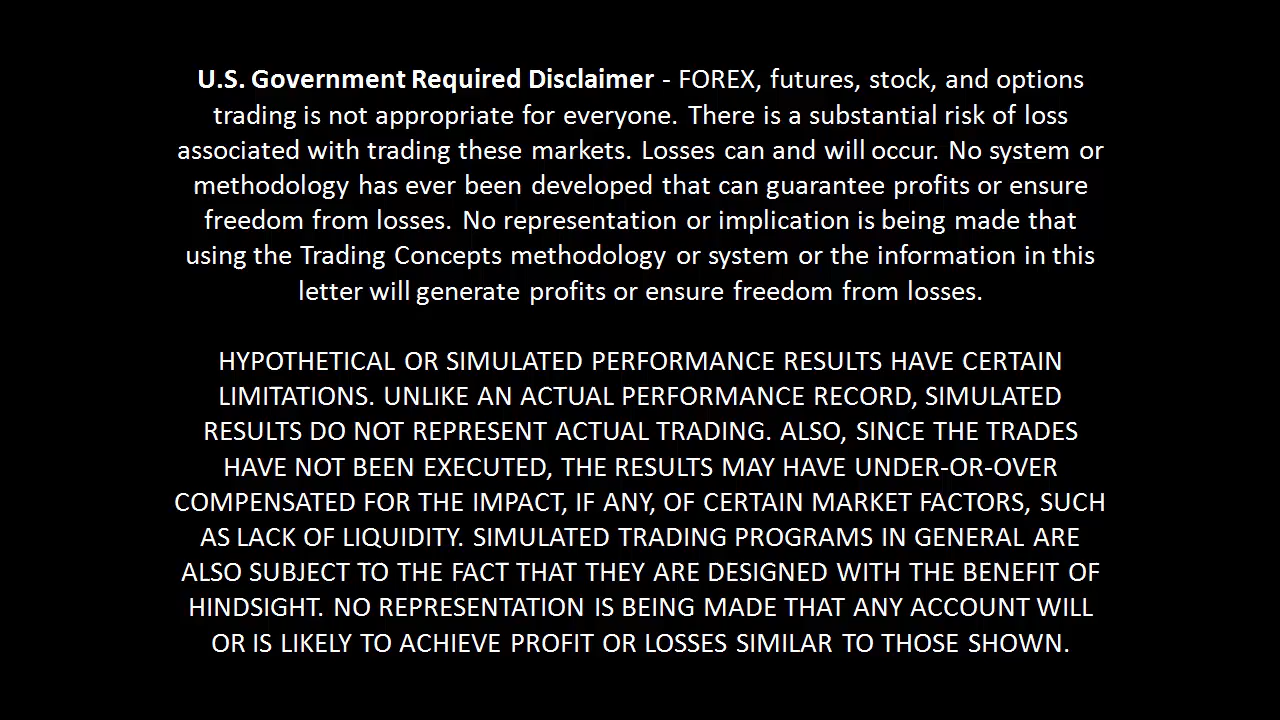 U.S. Government Required Disclaimer - FOREX, futures, stock, and options
trading is not appropriate for everyone. There is a substantial risk of loss
associated with trading these markets. Losses can and will occur. No system or
methodology has ever been developed that can guarantee profits or ensure
freedom from losses. No representation or implication is being made that
using the Trading Concepts methodology or system or the information in this
letter will generate profits or ensure freedom from losses.
HYPOTHETICAL OR SIMULATED PERFORMANCE RESULTS HAVE CERTAIN
LIMITATIONS. UNLIKE AN ACTUAL PERFORMANCE RECORD, SIMULATED
RESULTS DO NOT REPRESENT ACTUAL TRADING. ALSO, SINCE THE TRADES
HAVE NOT BEEN EXECUTED, THE RESULTS MAY HAVE UNDER-OR-OVER
COMPENSATED FOR THE IMPACT, IF ANY, OF CERTAIN MARKET FACTORS, SUCH
AS LACK OF LIQUIDITY. SIMULATED TRADING PROGRAMS IN GENERAL ARE
ALSO SUBJECT TO THE FACT THAT THEY ARE DESIGNED WITH THE BENEFIT OF
HINDSIGHT. NO REPRESENTATION IS BEING MADE THAT ANY ACCOUNT WILL
OR IS LIKELY TO ACHIEVE PROFIT OR LOSSES SIMILAR TO THOSE SHOWN.